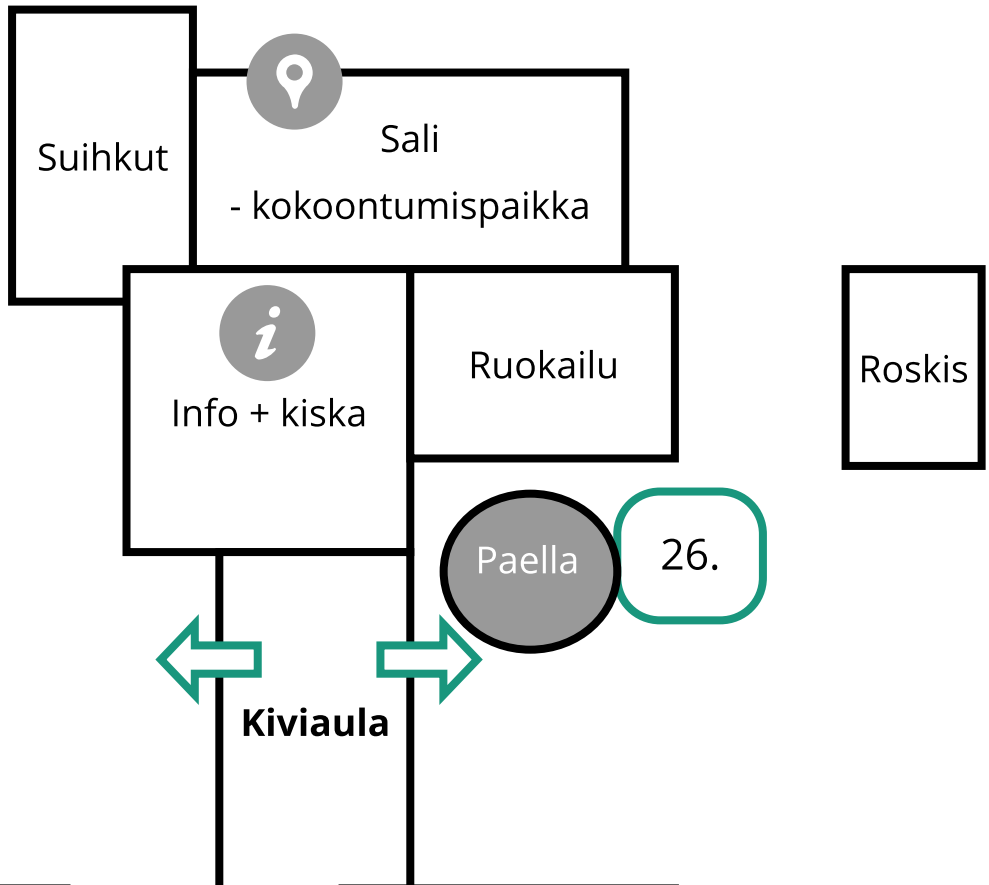 Suihkut
Sali
- kokoontumispaikka
Info + kiska
Ruokailu
Roskis
Paella
26.
Kiviaula